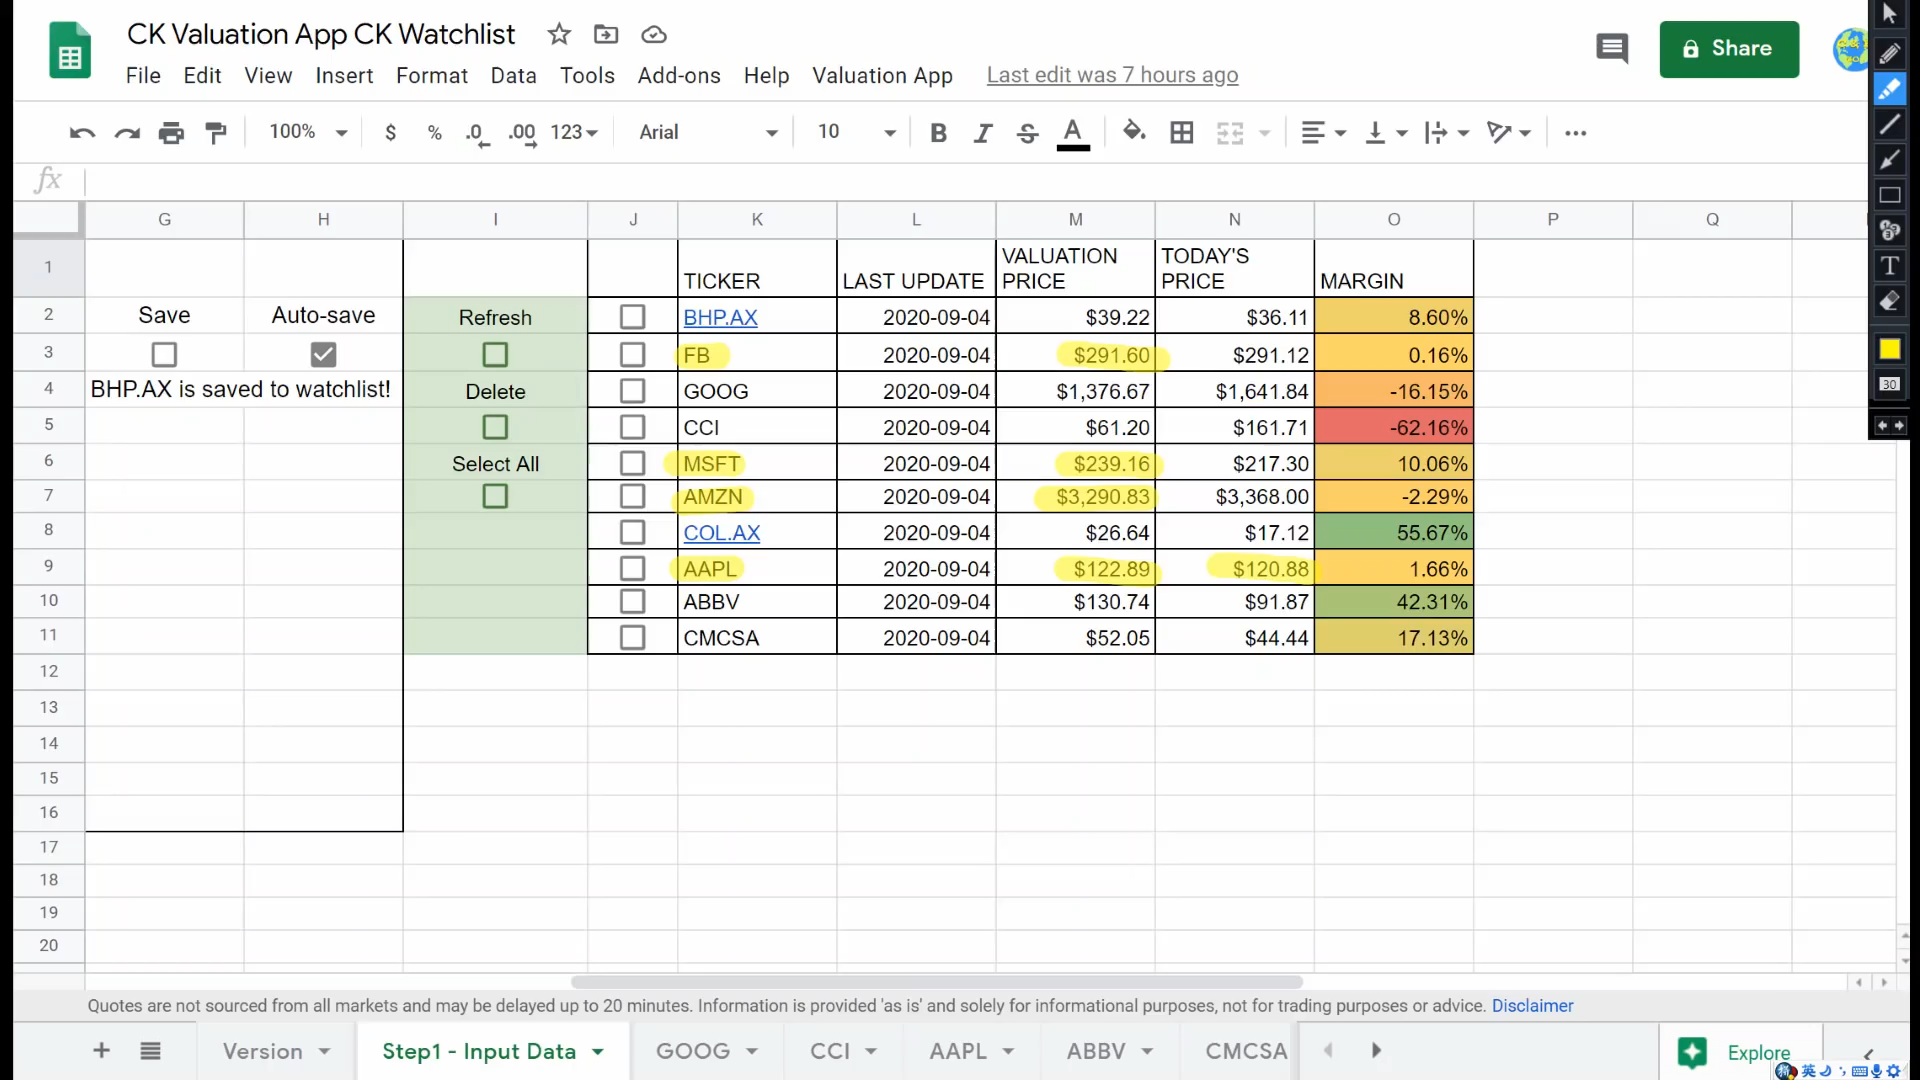 CK Valuation App CK Watchlist
File Edit View Insert Format Data Tools Add-ons Help Valuation App Last edit was 7 hours ago
Share
100% $ % .0 .00 123 Arial 10 B I S A ...
fx
G H I J K L M N O P Q
1 TICKER LAST UPDATE VALUATION PRICE TODAY'S PRICE MARGIN
2 Save Auto-save Refresh BHP.AX 2020-09-04 $39.22 $36.11 8.60%
3 FB 2020-09-04 $291.60 $291.12 0.16%
4 BHP.AX is saved to watchlist! Delete GOOG 2020-09-04 $1,376.67 $1,641.84 -16.15%
5 CCI 2020-09-04 $61.20 $161.71 -62.16%
6 Select All MSFT 2020-09-04 $239.16 $217.30 10.06%
7 AMZN 2020-09-04 $3,290.83 $3,368.00 -2.29%
8 COL.AX 2020-09-04 $26.64 $17.12 55.67%
9 AAPL 2020-09-04 $122.89 $120.88 1.66%
10 ABBV 2020-09-04 $130.74 $91.87 42.31%
11 CMCSA 2020-09-04 $52.05 $44.44 17.13%
12
13
14
15
16
17
18
19
20
T
30
Quotes are not sourced from all markets and may be delayed up to 20 minutes. Information is provided 'as is' and solely for informational purposes, not for trading purposes or advice. Disclaimer
Version Step1 - Input Data GOOG CCI AAPL ABBV CMCSA Explore
英